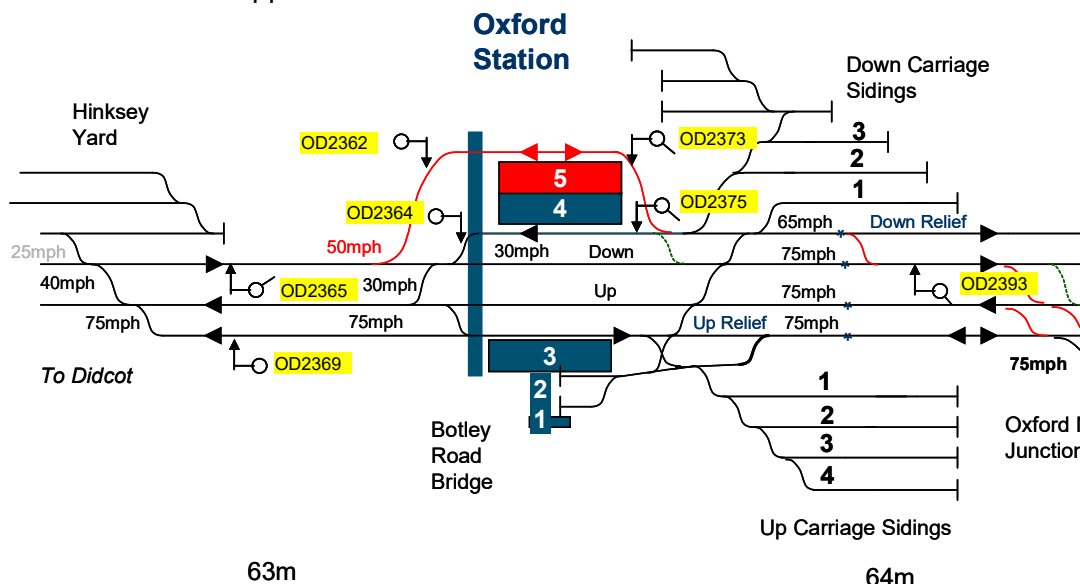 Oxford
Station
Down Carriage
Sidings
Hinksey
Yard
OD2362
OD2373
3
5
2
OD2364
4
OD2375
1
50mph
30mph
Down
65mph
Down Relief
25mph
75mph
40mph
OD2365
30mph
Up
75mph
OD2393
75mph
75mph
Up Relief
75mph
To Didcot
OD2369
3
75mph
2
1
1
2
3
4
Botley
Road
Bridge
Oxford
Junction
Up Carriage Sidings
63m
64m